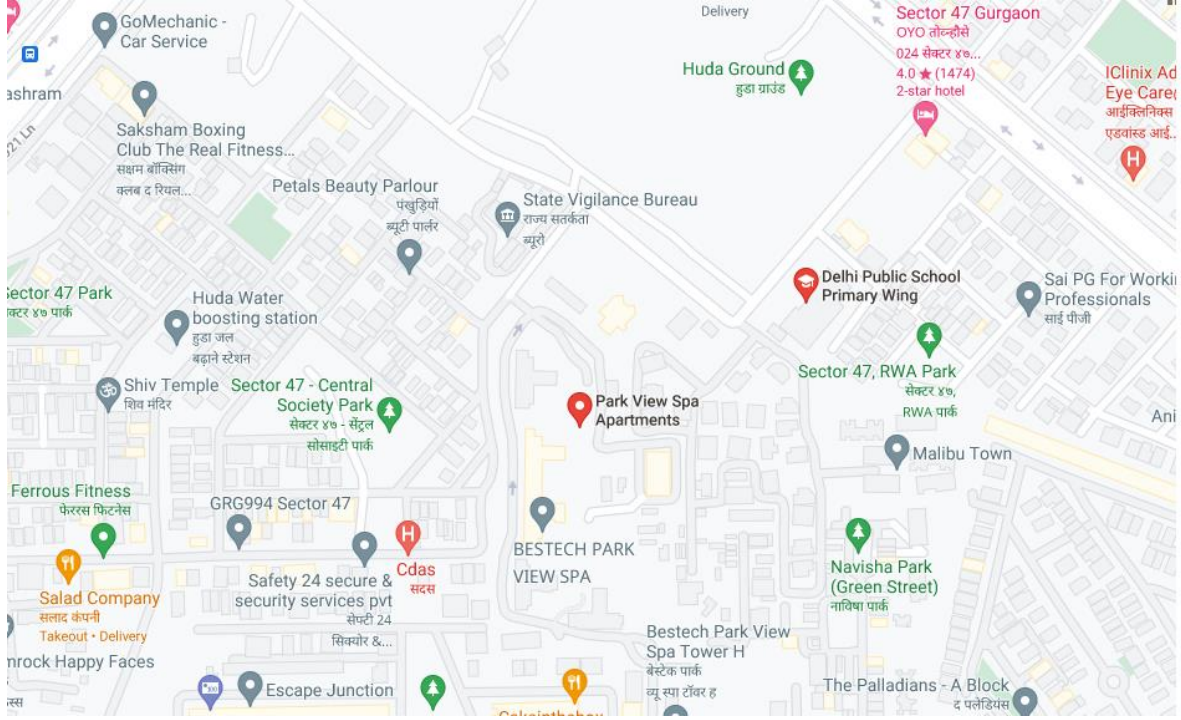 GoMechanic -
Car Service
Delivery
Sector 47 Gurgaon
OYO तोव्न्हौसे
024 सेक्टर ४७...
4.0 ★ (1474)
2-star hotel
Huda Ground
हुडा ग्राउंड
IClinix Ad
Eye Care
आईक्लिनिक्स
एडवांस्ड आई...
ashram
321 Ln
Saksham Boxing
Club The Real Fitness...
सक्षम बॉक्सिंग
क्लब द रियल...
Petals Beauty Parlour
पंखुड़ियों
ब्यूटी पार्लर
State Vigilance Bureau
राज्य सतर्कता
ब्यूरो
Delhi Public School
Primary Wing
Sai PG For Worki
Professionals
साई पीजी
Sector 47 Park
क्टर ४७ पार्क
Huda Water
boosting station
हुडा जल
बढ़ाने स्टेशन
Sector 47, RWA Park
सेक्टर ४७,
RWA पार्क
Shiv Temple
शिव मंदिर
Sector 47 - Central
Society Park
सेक्टर ४७ - सेंट्रल
सोसाइटी पार्क
Park View Spa
Apartments
Ani
Malibu Town
Ferrous Fitness
फेररस फिटनेस
GRG994 Sector 47
H
Cdas
सदस
BESTECH PARK
VIEW SPA
Navisha Park
(Green Street)
नाविषा पार्क
Safety 24 secure &
security services pvt
सेफ्टी 24
सिक्योर &...
Salad Company
सलाद कंपनी
Takeout • Delivery
mrock Happy Faces
Bestech Park View
Spa Tower H
बेस्टेक पार्क
व्यू स्पा टॉवर ह
Escape Junction
The Palladians - A Block
द पलेडियंस